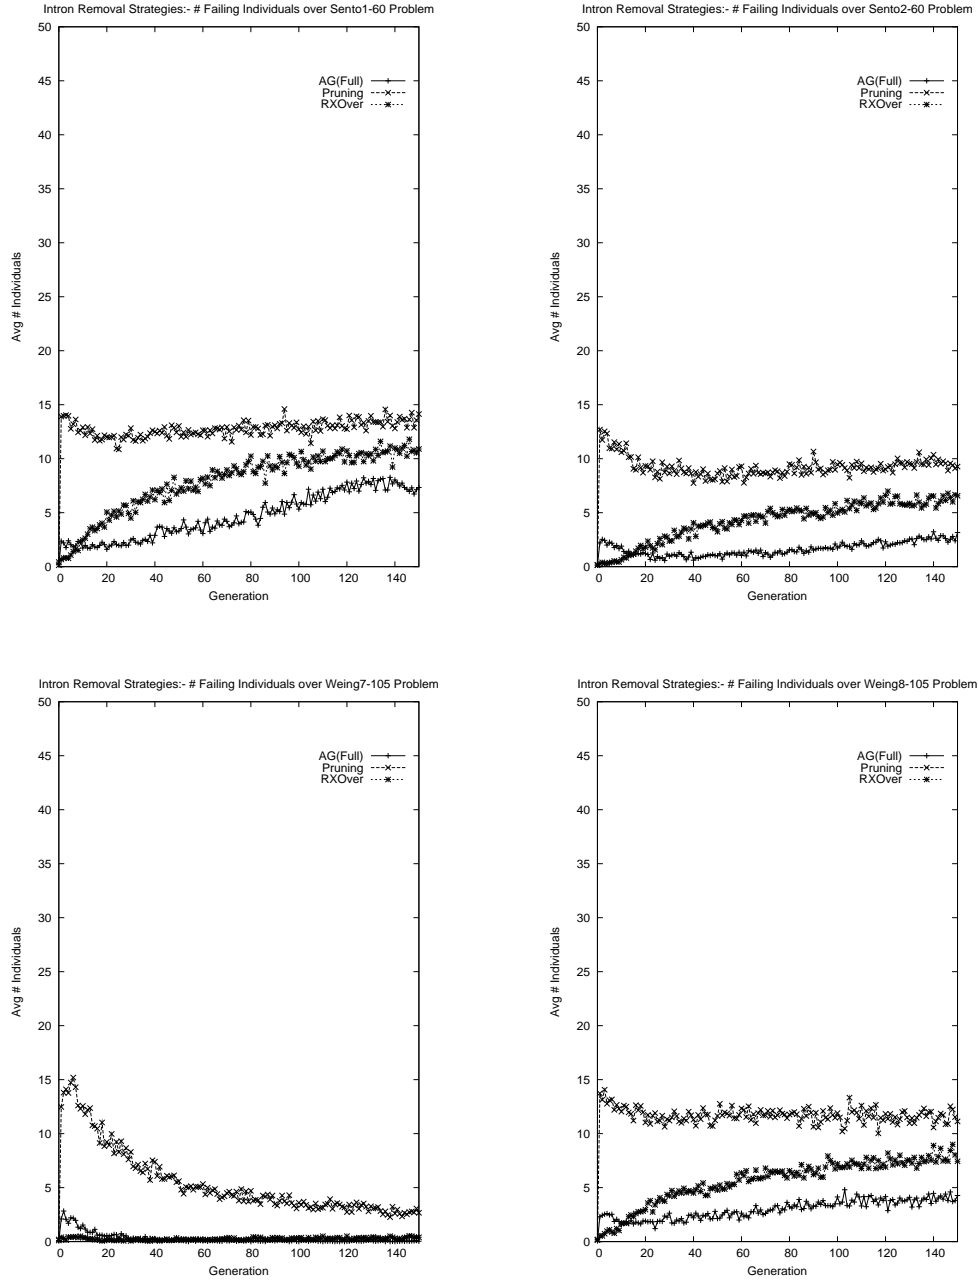 Intron Removal Strategies:- # Failing Individuals over Sento1-60 Problem
50
45
40
35
30
25
20
15
10
5
0
0 20 40 60 80 100 120 140
Avg # Individuals
Generation
AG(Full)
Pruning
RXOver
Intron Removal Strategies:- # Failing Individuals over Sento2-60 Problem
50
45
40
35
30
25
20
15
10
5
0
0 20 40 60 80 100 120 140
Avg # Individuals
Generation
AG(Full)
Pruning
RXOver
Intron Removal Strategies:- # Failing Individuals over Weing7-105 Problem
50
45
40
35
30
25
20
15
10
5
0
0 20 40 60 80 100 120 140
Avg # Individuals
Generation
AG(Full)
Pruning
RXOver
Intron Removal Strategies:- # Failing Individuals over Weing8-105 Problem
50
45
40
35
30
25
20
15
10
5
0
0 20 40 60 80 100 120 140
Avg # Individuals
Generation
AG(Full)
Pruning
RXOver